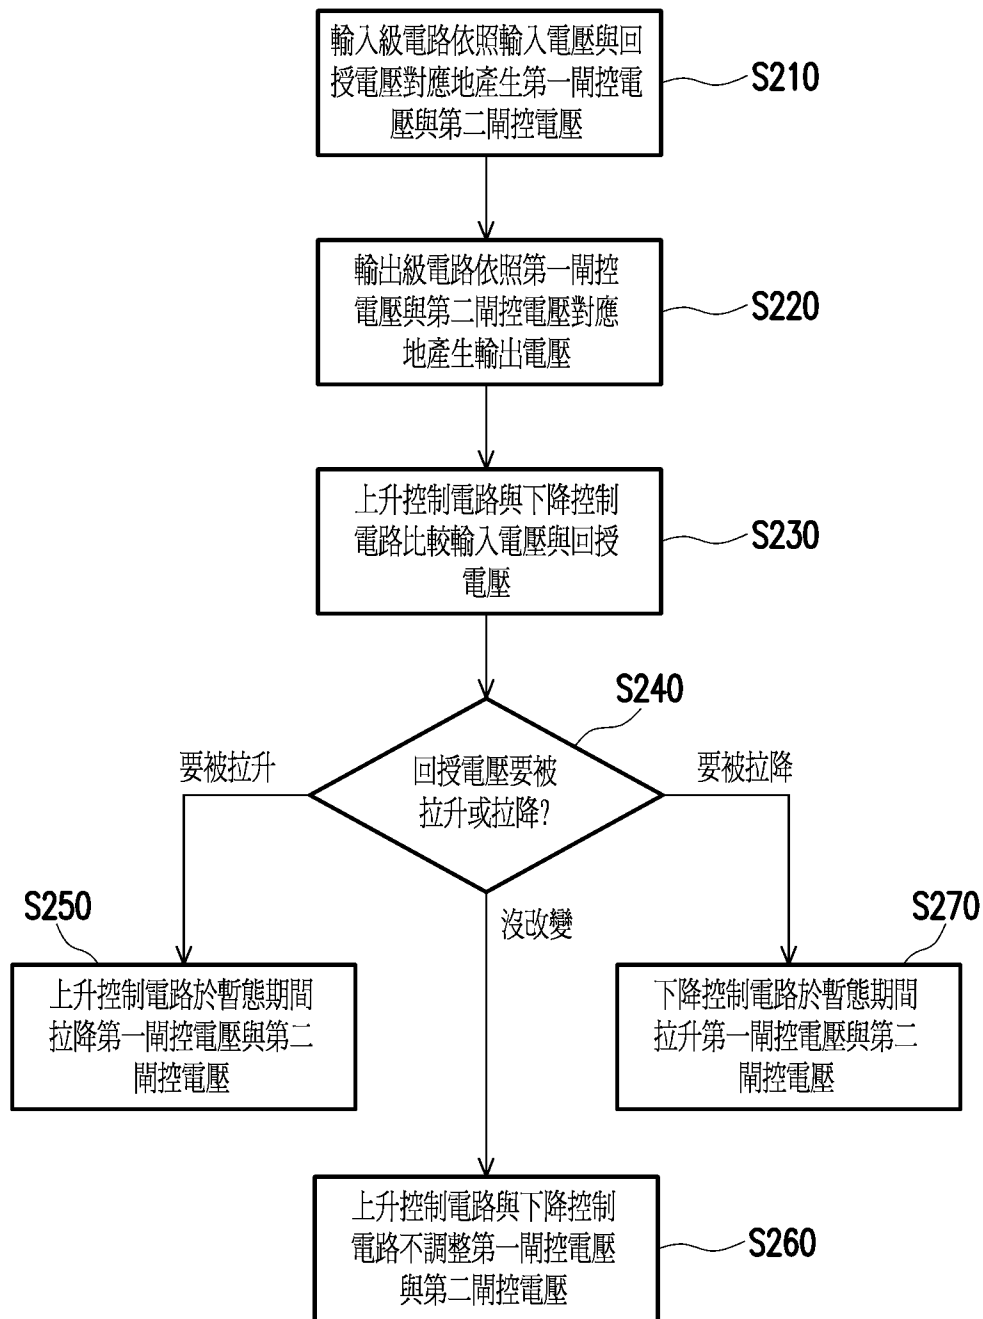 輸入級電路依照輸入電壓與回
授電壓對應地產生第一閘控電
壓與第二閘控電壓
S210
輸出級電路依照第一閘控
電壓與第二閘控電壓對應
地產生輸出電壓
S220
上升控制電路與下降控制
電路比較輸入電壓與回授
電壓
S230
S240
回授電壓要被
拉升或拉降?
要被拉升
要被拉降
沒改變
S250
上升控制電路於暫態期間
拉降第一閘控電壓與第二
閘控電壓
S270
下降控制電路於暫態期間
拉升第一閘控電壓與第二
閘控電壓
上升控制電路與下降控制
電路不調整第一閘控電壓
與第二閘控電壓
S260